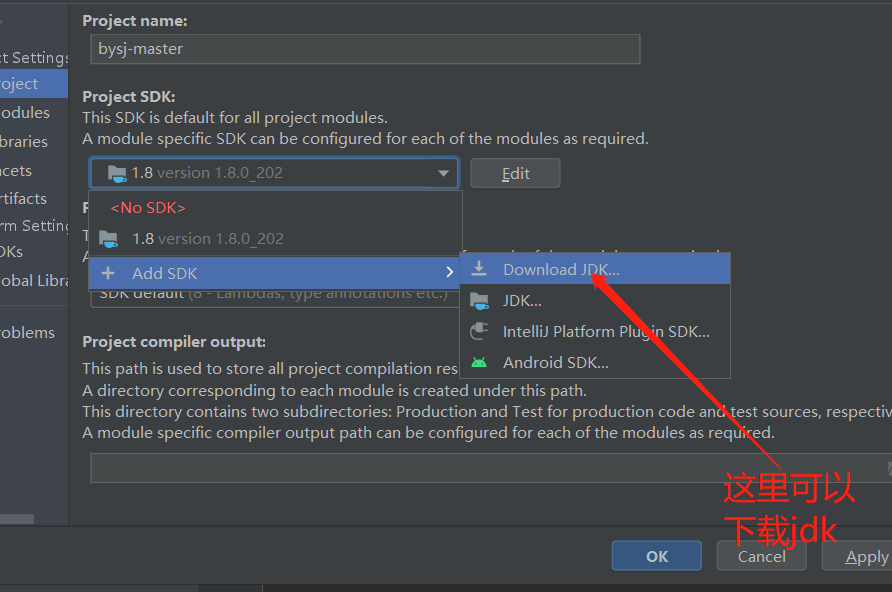 Project name:
ct Settings
bysj-master
roject
Project SDK:
odules
This SDK is default for all project modules.
braries
A module specific SDK can be configured for each of the modules as required.
acets
1.8 version 1.8.0_202
Edit
rtifacts
<No SDK>
rm Setting
1.8 version 1.8.0_202
DKs
Add SDK
Download JDK...
obal Libra
SDK default (8 - Lambdas, type annotations etc.)
JDK...
roblems
IntelliJ Platform Plugin SDK...
Project compiler output:
Android SDK...
This path is used to store all project compilation res
A directory corresponding to each module is created under this path.
This directory contains two subdirectories: Production and Test for production code and test sources, respectiv
A module specific compiler output path can be configured for each of the modules as required.
这里可以
下载jdk
OK
Cancel
Apply